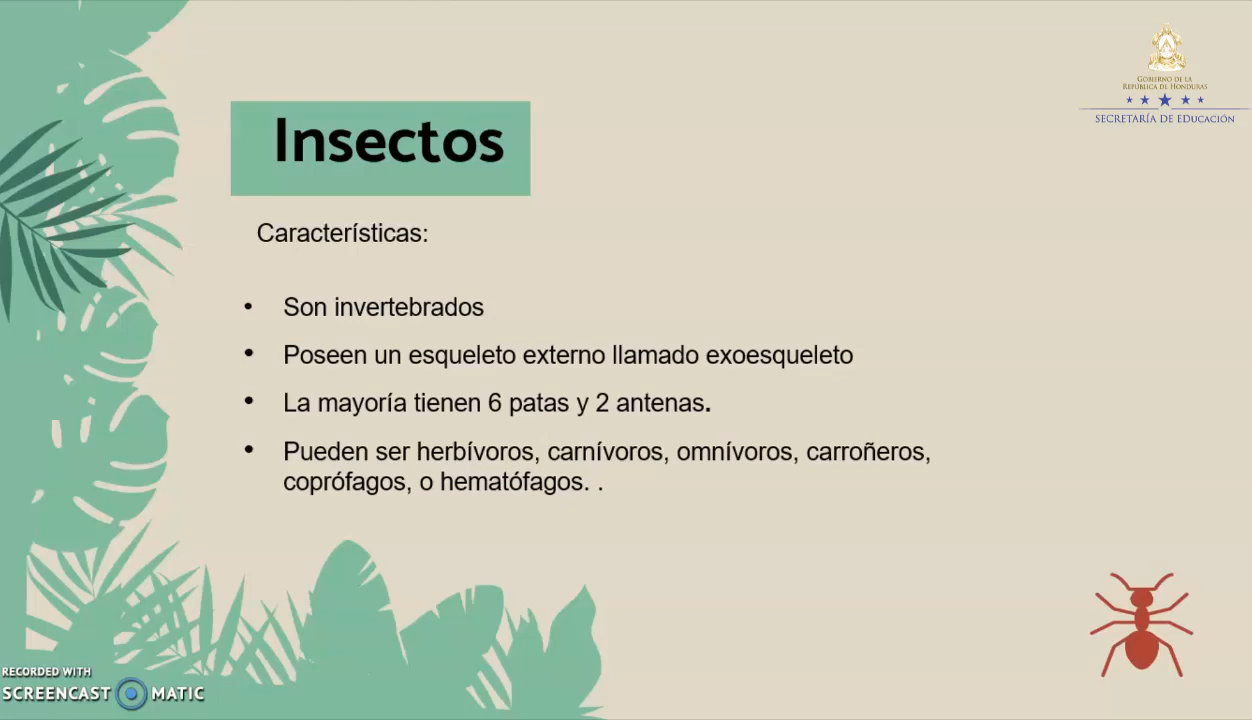 GOBIERNO DE LA
REPÚBLICA DE HONDURAS
SECRETARÍA DE EDUCACIÓN
Insectos
Características:
• Son invertebrados
• Poseen un esqueleto externo llamado exoesqueleto
• La mayoría tienen 6 patas y 2 antenas.
• Pueden ser herbívoros, carnívoros, omnívoros, carroñeros,
coprófagos, o hematófagos. .
RECORDED WITH
SCREENCAST MATIC